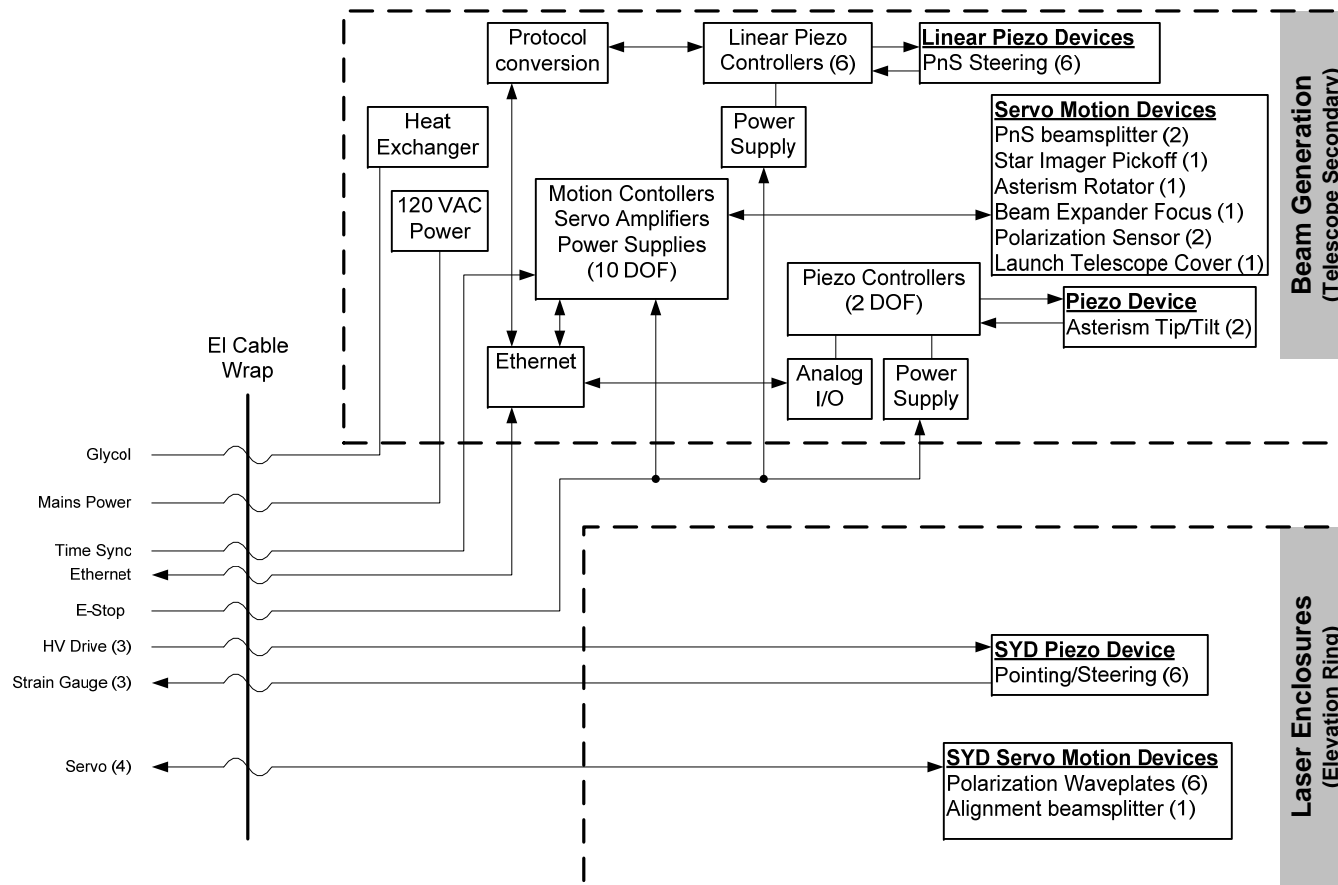 Protocol
conversion
Linear Piezo
Controllers (6)
Linear Piezo Devices
PnS Steering (6)
Heat
Exchanger
Power
Supply
Servo Motion Devices
PnS beamsplitter (2)
Star Imager Pickoff (1)
Asterism Rotator (1)
Beam Expander Focus (1)
Polarization Sensor (2)
Launch Telescope Cover (1)
Beam Generation
(Telescope Secondary)
120 VAC
Power
Motion Contollers
Servo Amplifiers
Power Supplies
(10 DOF)
Piezo Controllers
(2 DOF)
Piezo Device
Asterism Tip/Tilt (2)
El Cable
Wrap
Ethernet
Analog
I/O
Power
Supply
Glycol
Mains Power
Time Sync
Ethernet
E-Stop
HV Drive (3)
Strain Gauge (3)
Servo (4)
SYD Piezo Device
Pointing/Steering (6)
SYD Servo Motion Devices
Polarization Waveplates (6)
Alignment beamsplitter (1)
Laser Enclosures
(Elevation Ring)